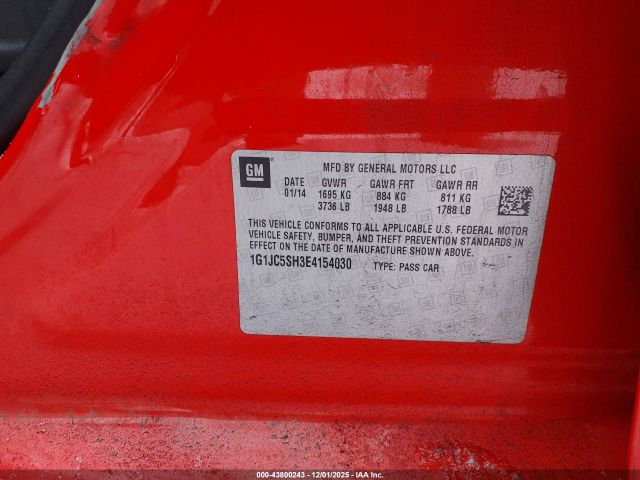 GM
MFD BY GENERAL MOTORS LLC
DATE GVWR GAWR FRT GAWR RR
01/14 1695 KG 884 KG 811 KG
3736 LB 1948 LB 1788 LB
THIS VEHICLE CONFORMS TO ALL APPLICABLE U.S. FEDERAL MOTOR
VEHICLE SAFETY, BUMPER, AND THEFT PREVENTION STANDARDS IN
EFFECT ON THE DATE OF MANUFACTURE SHOWN ABOVE.
1G1JC5SH3E4154030 TYPE: PASS CAR
000-43800243 - 12/01/2025 - IAAI.COM